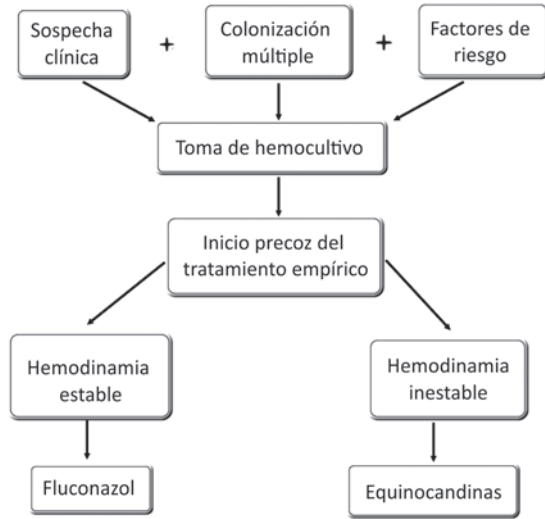 Sospecha
clínica
+
Colonización
múltiple
+
Factores de
riesgo
Toma de hemocultivo
Inicio precoz del
tratamiento empírico
Hemodinamia
estable
Hemodinamia
inestable
Fluconazol
Equinocandinas